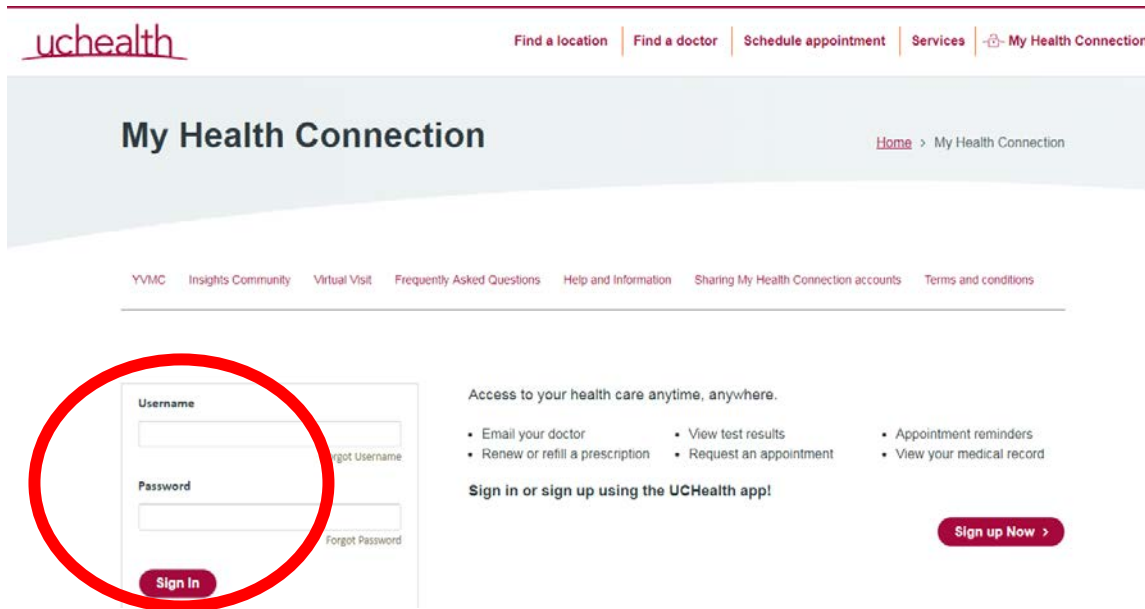 uchealth
Find a location Find a doctor Schedule appointment Services My Health Connection
My Health Connection
Home > My Health Connection
YVMC Insights Community Virtual Visit Frequently Asked Questions Help and Information Sharing My Health Connection accounts Terms and conditions
Username
Forgot Username
Password
Forgot Password
Sign In
Access to your health care anytime, anywhere.
• Email your doctor • View test results • Appointment reminders
• Renew or refill a prescription • Request an appointment • View your medical record
Sign in or sign up using the UCHealth app!
Sign up Now >